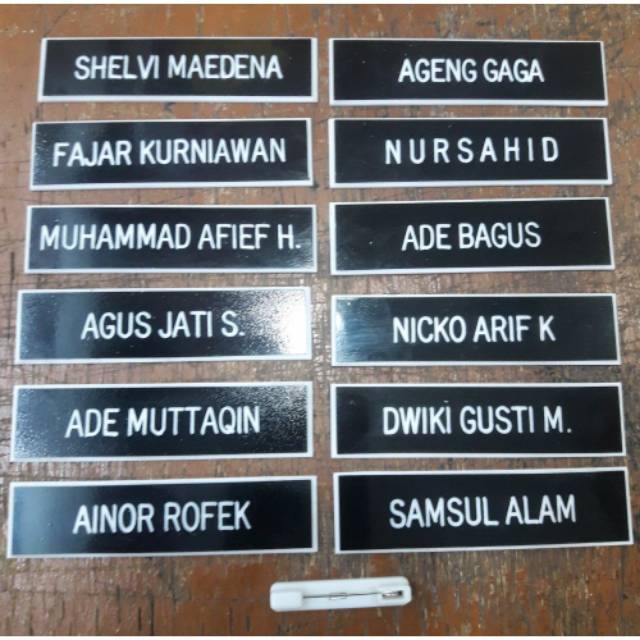 SHELVI MAEDENA
AGENG GAGA
FAJAR KURNIAWAN
NURSAHID
MUHAMMAD AFIEF H.
ADE BAGUS
AGUS JATI S.
NICKO ARIF K
ADE MUTTAQIN
DWIKI GUSTI M.
AINOR ROFEK
SAMSUL ALAM